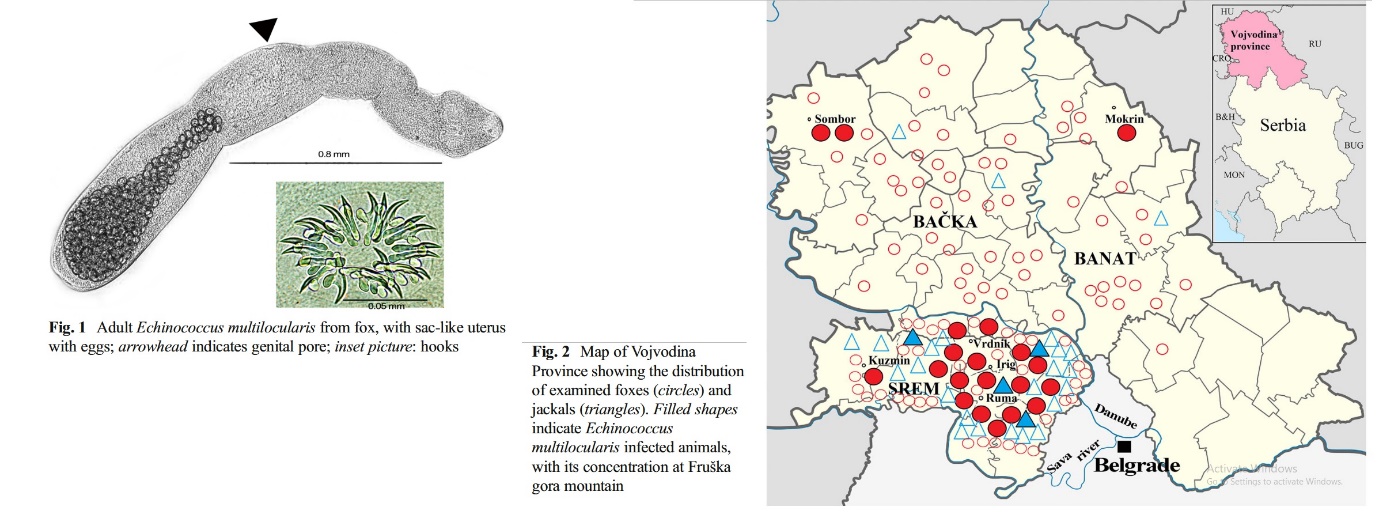 0.8 mm
0.05 mm
Fig. 1 Adult Echinococcus multilocularis from fox, with sac-like uterus
with eggs; arrowhead indicates genital pore; inset picture: hooks
Fig. 2 Map of Vojvodina
Province showing the distribution
of examined foxes (circles) and
jackals (triangles). Filled shapes
indicate Echinococcus
multilocularis infected animals,
with its concentration at Fruška
gora mountain
Sombor
Mokrin
BAČKA
BANAT
Vrdnik
Kuzmin
Irig
SREM
Ruma
Danube
Sava river
Belgrade
HU
Vojvodina
province
RU
CRO
B&H
Serbia
BUG
MON
Activate Windows
Go to Settings to activate Windows.